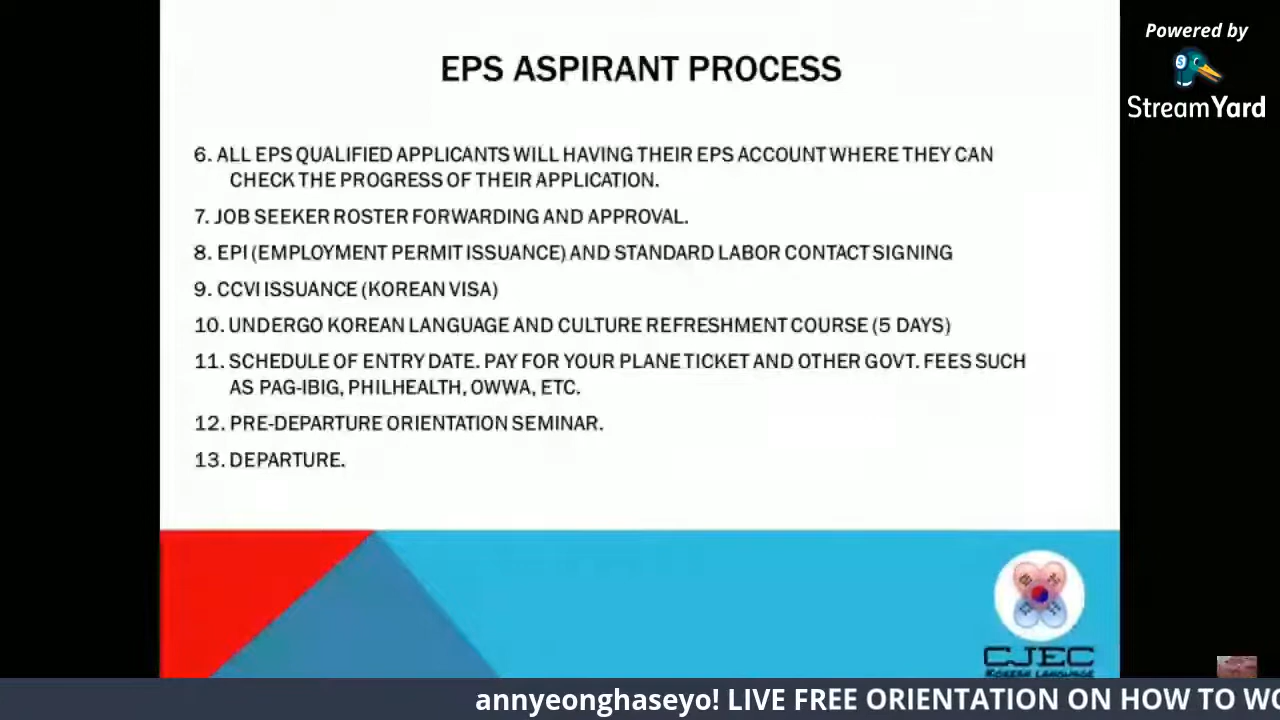 Powered by
StreamYard
EPS ASPIRANT PROCESS
6. ALL EPS QUALIFIED APPLICANTS WILL HAVING THEIR EPS ACCOUNT WHERE THEY CAN
CHECK THE PROGRESS OF THEIR APPLICATION.
7. JOB SEEKER ROSTER FORWARDING AND APPROVAL.
8. EPI (EMPLOYMENT PERMIT ISSUANCE) AND STANDARD LABOR CONTACT SIGNING
9. CCVI ISSUANCE (KOREAN VISA)
10. UNDERGO KOREAN LANGUAGE AND CULTURE REFRESHMENT COURSE (5 DAYS)
11. SCHEDULE OF ENTRY DATE. PAY FOR YOUR PLANE TICKET AND OTHER GOVT. FEES SUCH
AS PAG-IBIG, PHILHEALTH, OWWA, ETC.
12. PRE-DEPARTURE ORIENTATION SEMINAR.
13. DEPARTURE.
CJEC
KOREAN LANGUAGE
annyeonghaseyo! LIVE FREE ORIENTATION ON HOW TO WO